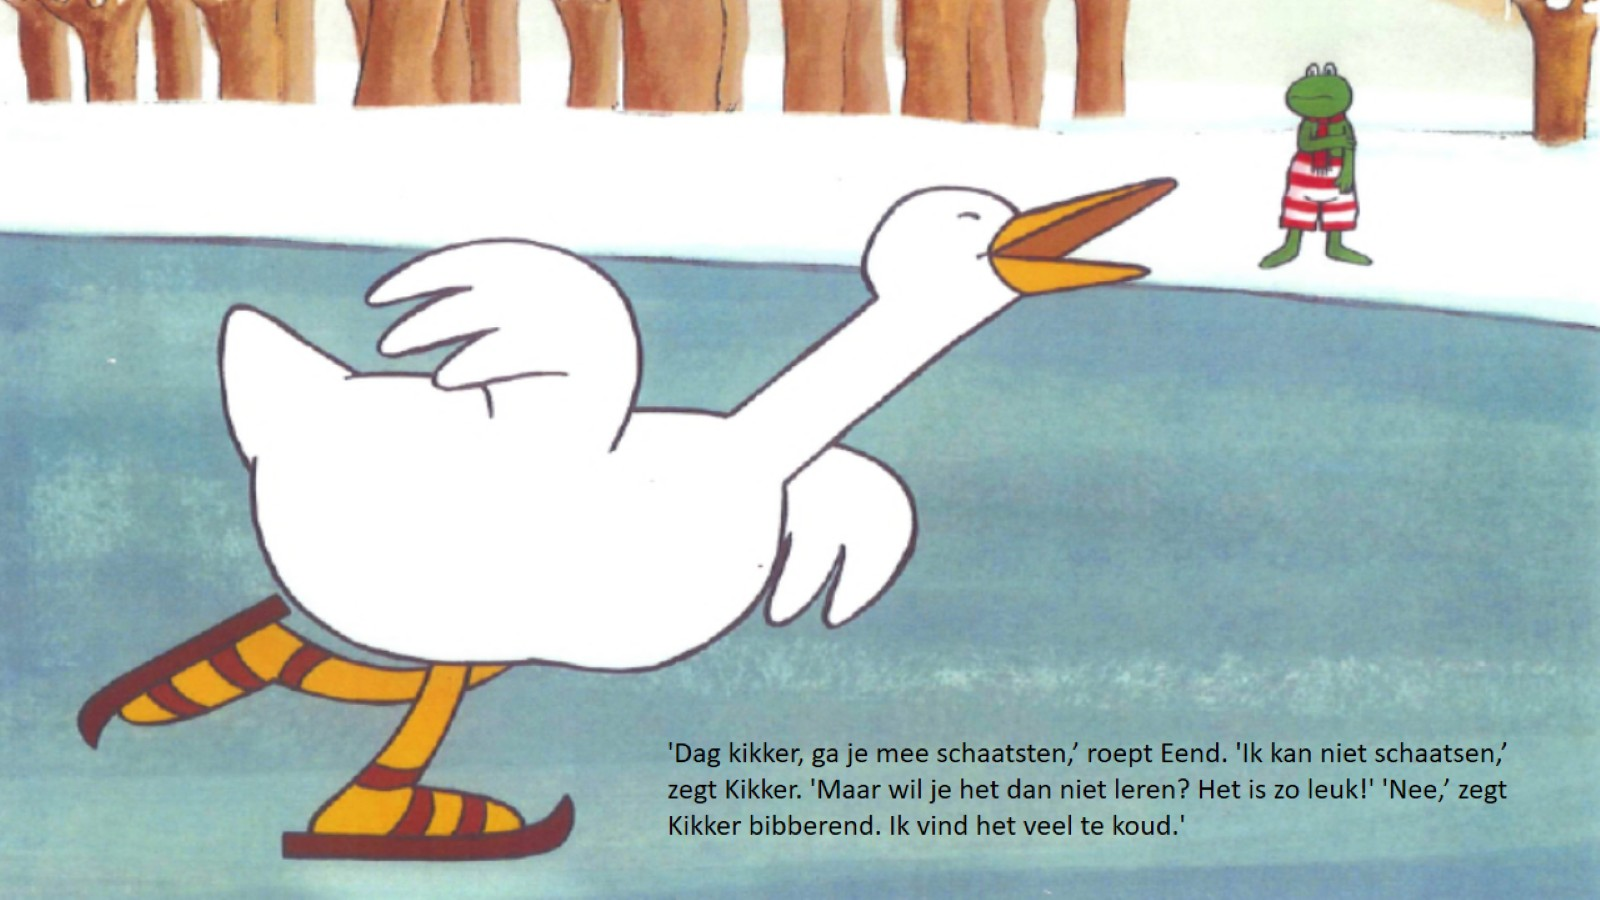 'Dag kikker, ga je mee schaatsten,’ roept Eend. 'Ik kan niet schaatsen,’
zegt Kikker. 'Maar wil je het dan niet leren? Het is zo leuk!' 'Nee,’ zegt
Kikker bibberend. Ik vind het veel te koud.'